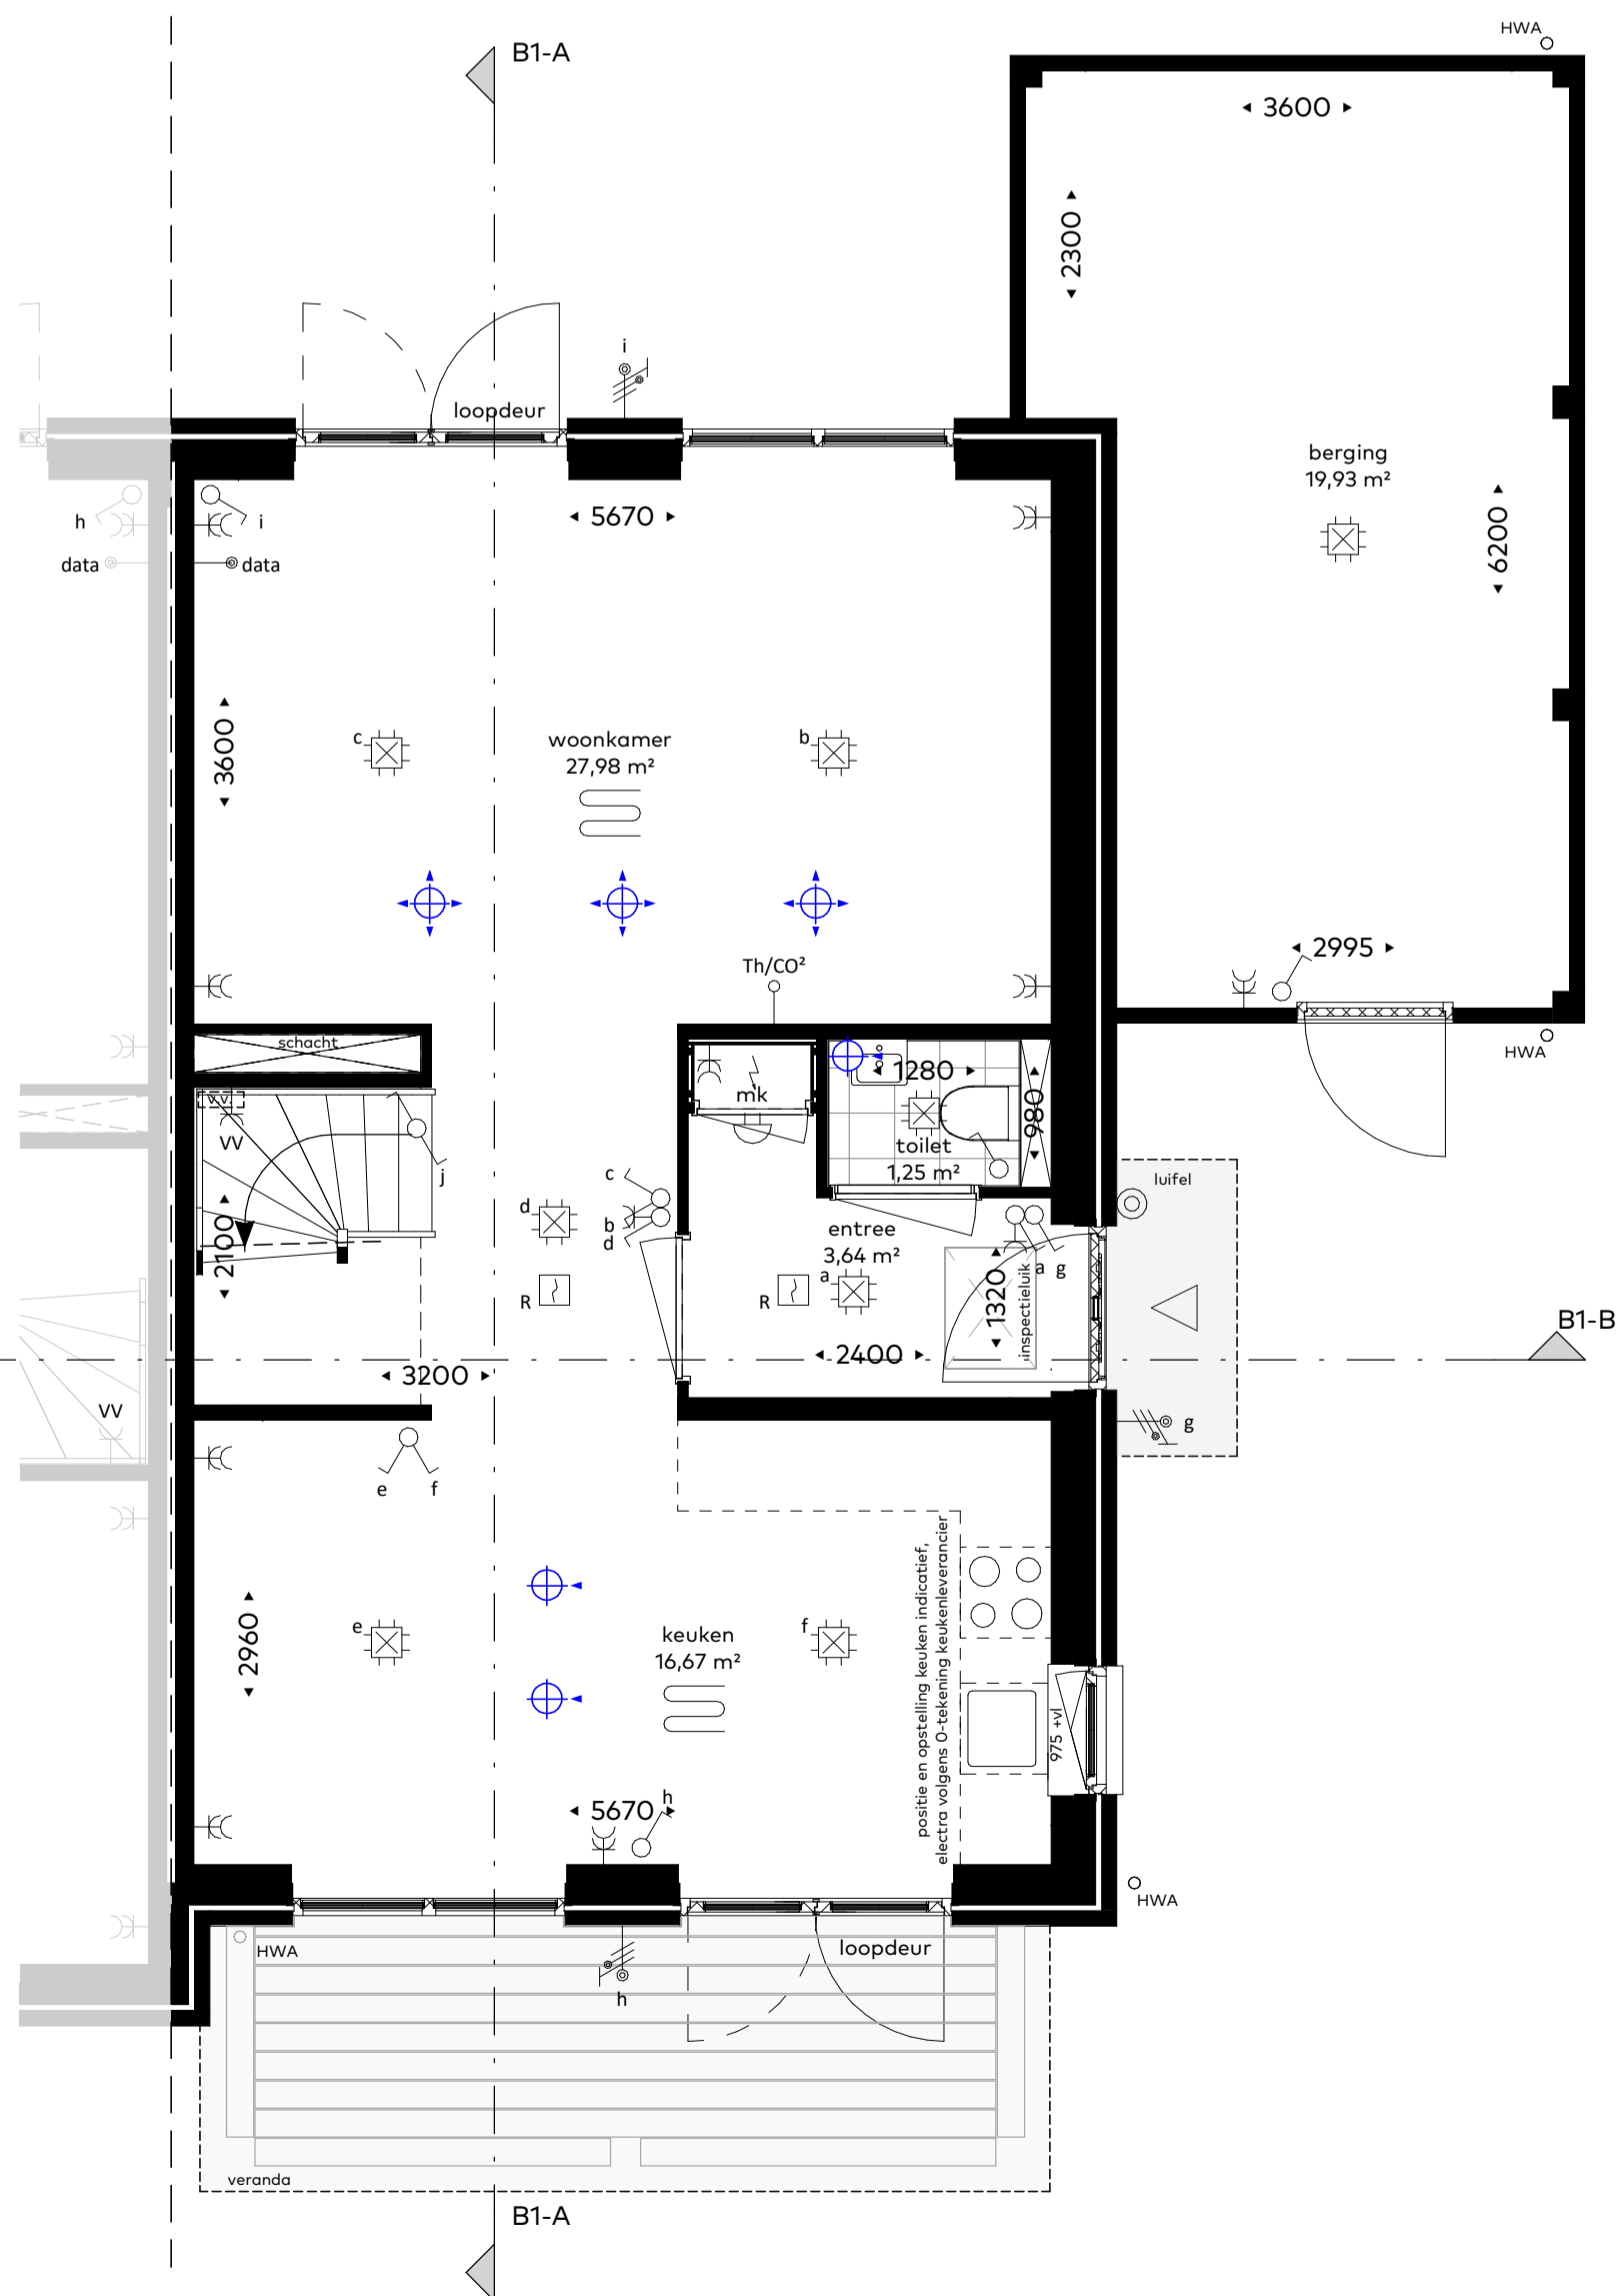 HWA
B1-A
3600
2300
i
loopdeur
berging
19,93 m²
5670
6200
h
i
data
data
3600
c
woonkamer
27,98 m²
b
2995
Th/CO²
HWA
schacht
mk
1280
980
vv
VV
toilet
1,25 m²
j
c
luifel
d
b
d
2100
entree
3,64 m²
a
g
a
R
R
1320
inspectieluik
B1-B
3200
2400
VV
g
e
f
positie en opstelling keuken indicatief,
electra volgens 0-tekening keukenleverancier
2960
e
keuken
16,67 m²
f
975 +vl
h
5670
HWA
HWA
loopdeur
h
veranda
B1-A